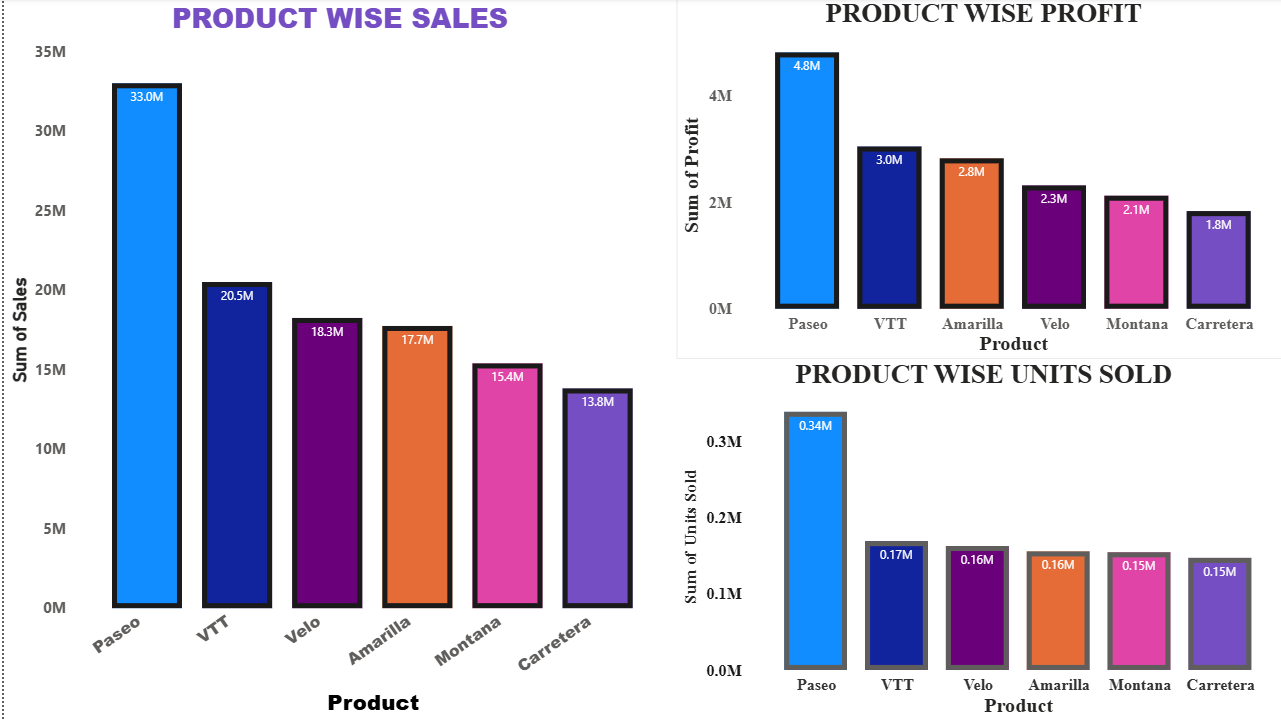 PRODUCT WISE SALES
Sum of Sales
35M
30M
25M
20M
15M
10M
5M
0M
33.0M
20.5M
18.3M
17.7M
15.4M
13.8M
Paseo
VTT
Velo
Amarilla
Montana
Carretera
Product
PRODUCT WISE PROFIT
Sum of Profit
4M
2M
0M
4.8M
3.0M
2.8M
2.3M
2.1M
1.8M
Paseo
VTT
Amarilla
Velo
Montana
Carretera
Product
PRODUCT WISE UNITS SOLD
Sum of Units Sold
0.3M
0.2M
0.1M
0.0M
0.34M
0.17M
0.16M
0.16M
0.15M
0.15M
Paseo
VTT
Velo
Amarilla
Montana
Carretera
Product